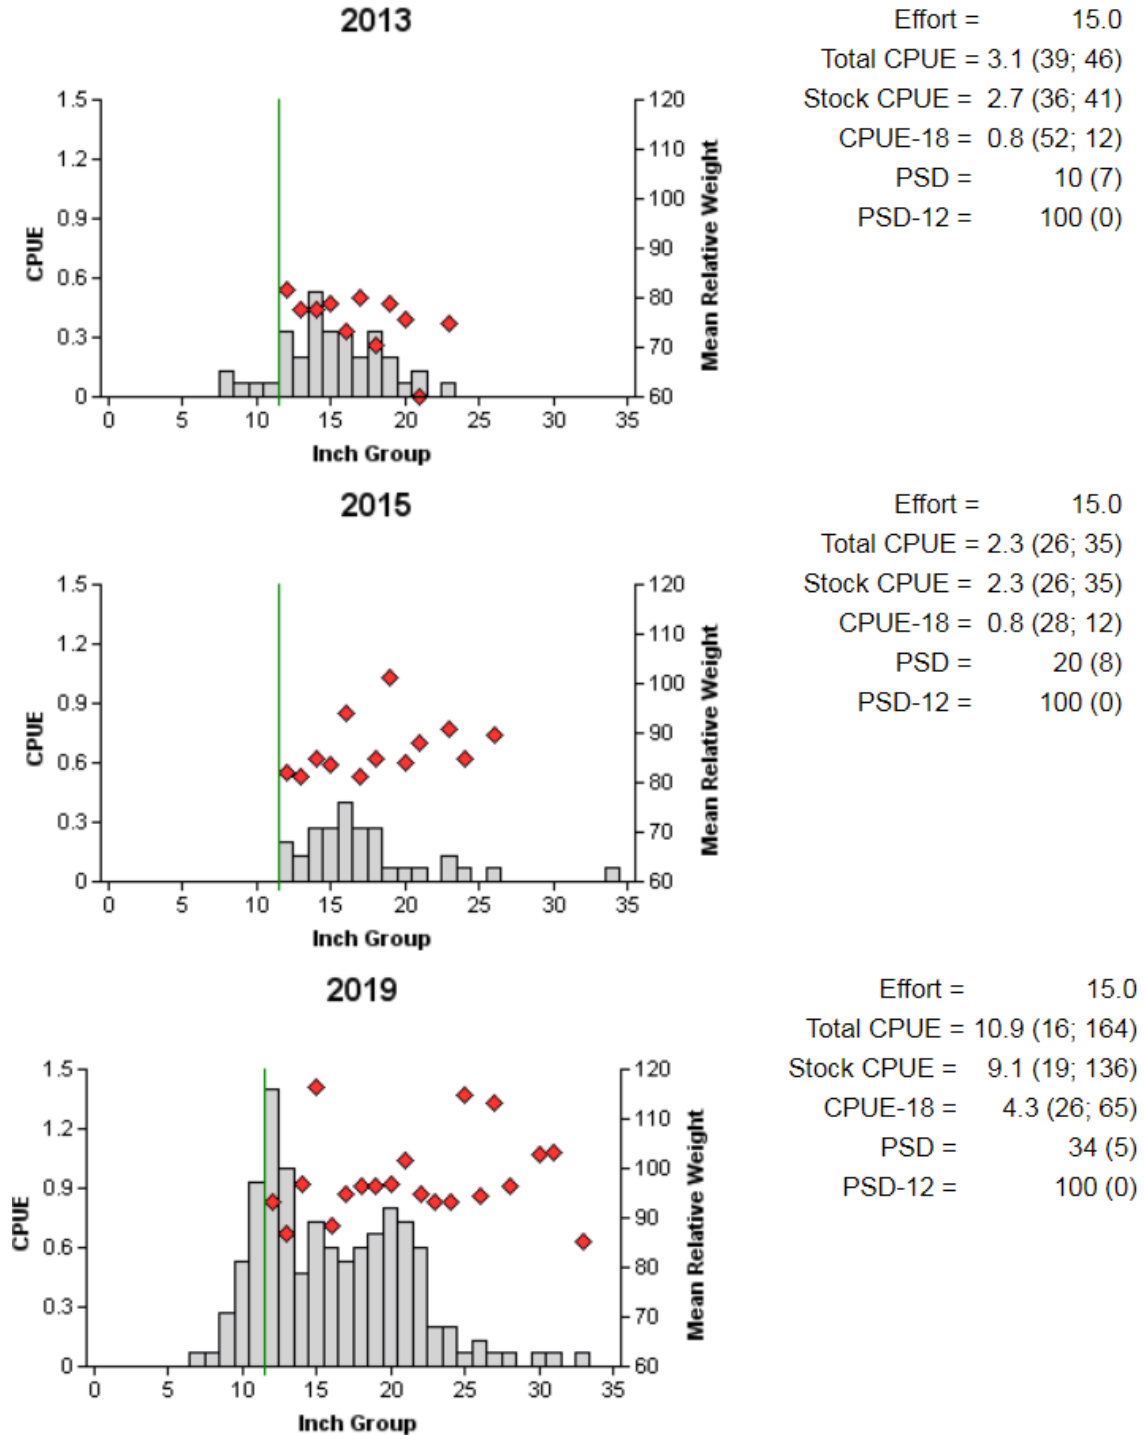 2013
Effort = 15.0
Total CPUE = 3.1 (39; 46)
Stock CPUE = 2.7 (36; 41)
CPUE-18 = 0.8 (52; 12)
PSD = 10 (7)
PSD-12 = 100 (0)
CPUE
1.5
1.2
0.9
0.6
0.3
0
Mean Relative Weight
120
110
100
90
80
70
60
0 5 10 15 20 25 30 35
Inch Group
2015
Effort = 15.0
Total CPUE = 2.3 (26; 35)
Stock CPUE = 2.3 (26; 35)
CPUE-18 = 0.8 (28; 12)
PSD = 20 (8)
PSD-12 = 100 (0)
CPUE
1.5
1.2
0.9
0.6
0.3
0
Mean Relative Weight
120
110
100
90
80
70
60
0 5 10 15 20 25 30 35
Inch Group
2019
Effort = 15.0
Total CPUE = 10.9 (16; 164)
Stock CPUE = 9.1 (19; 136)
CPUE-18 = 4.3 (26; 65)
PSD = 34 (5)
PSD-12 = 100 (0)
CPUE
1.5
1.2
0.9
0.6
0.3
0
Mean Relative Weight
120
110
100
90
80
70
60
0 5 10 15 20 25 30 35
Inch Group